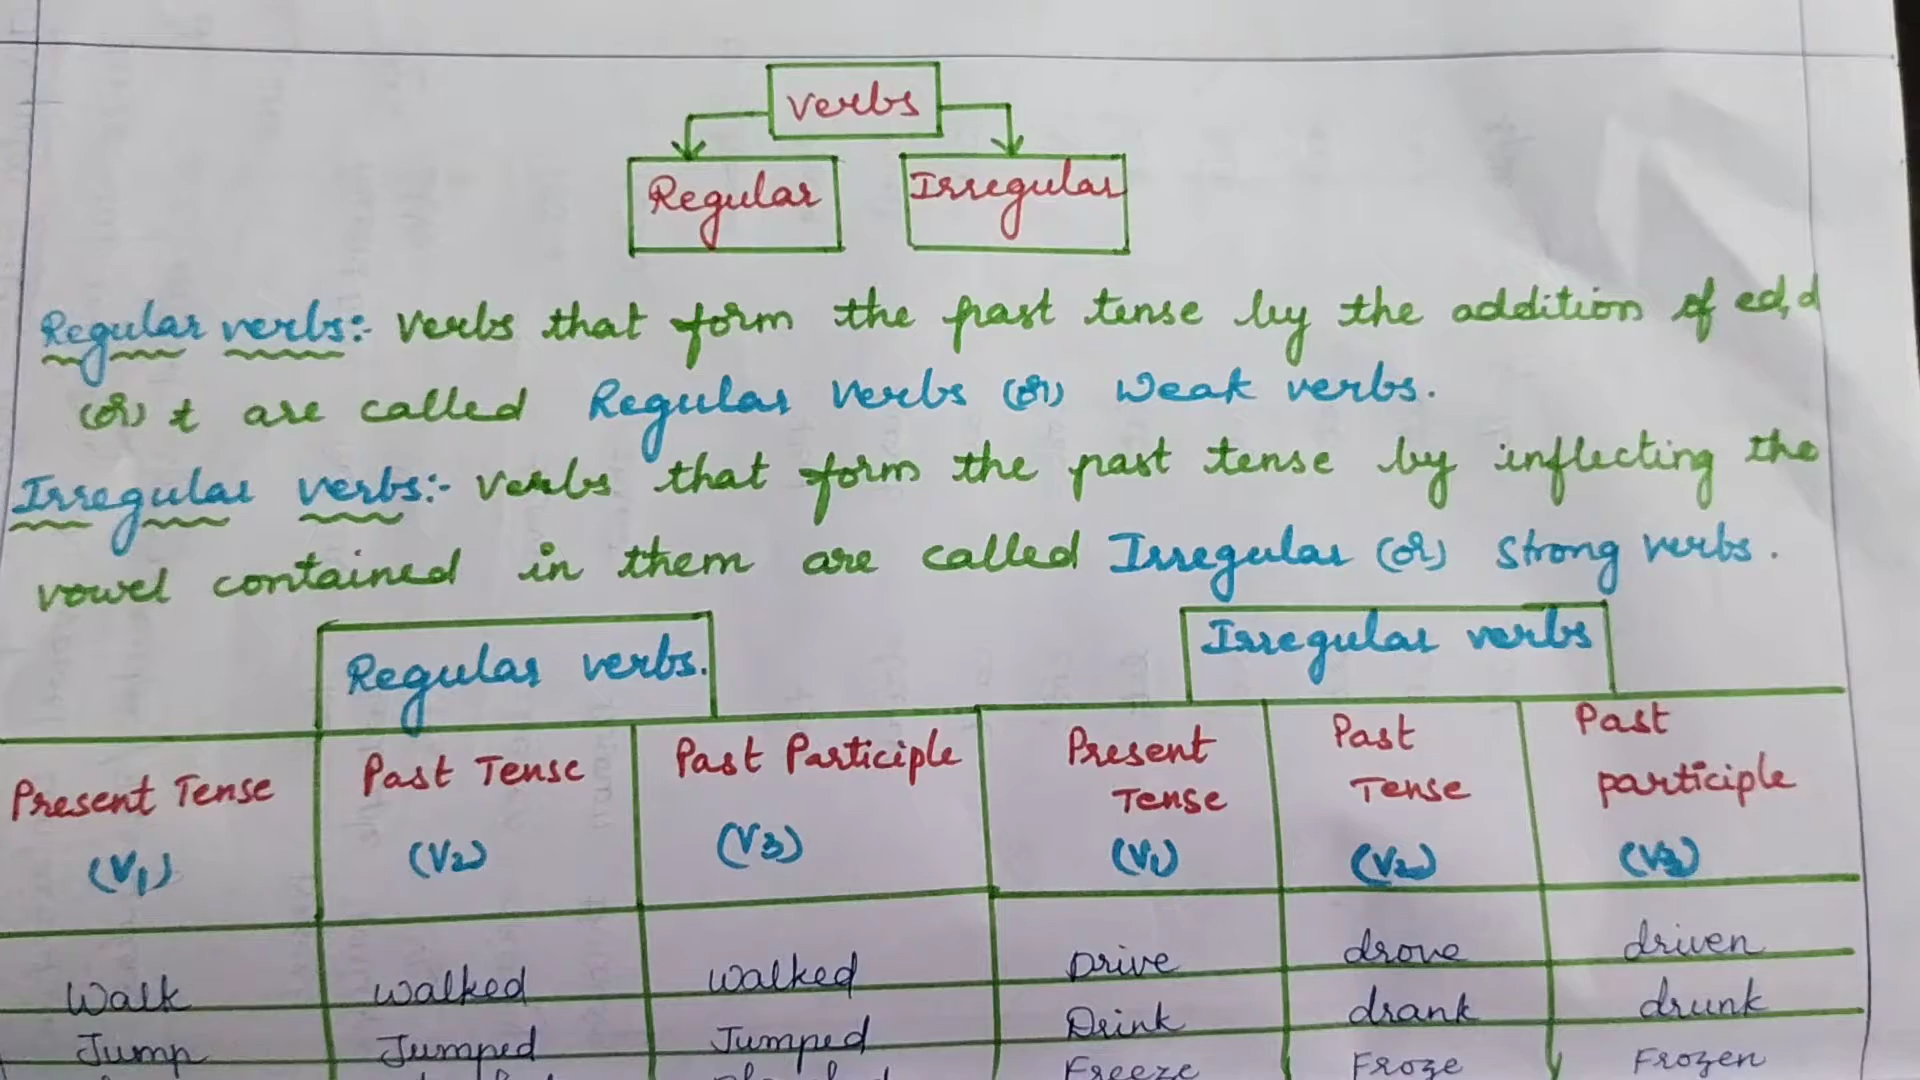 verbs
Regular
Irregular
Regular verbs:- verbs that form the past tense by the addition of ed, d
(or) t are called Regular Verbs (or) Weak verbs.
Irregular verbs:- verbs that form the past tense by inflecting the
vowel contained in them are called Irregular (or) Strong verbs.
Regular verbs.
Irregular verbs
Present Tense (V1)
Past Tense (V2)
Past Participle (V3)
Present Tense (V1)
Past Tense (V2)
Past participle (V3)
Walk walked walked Drive drove driven
Jump Jumped Jumped Drink drank drunk
Freeze Froze Frozen